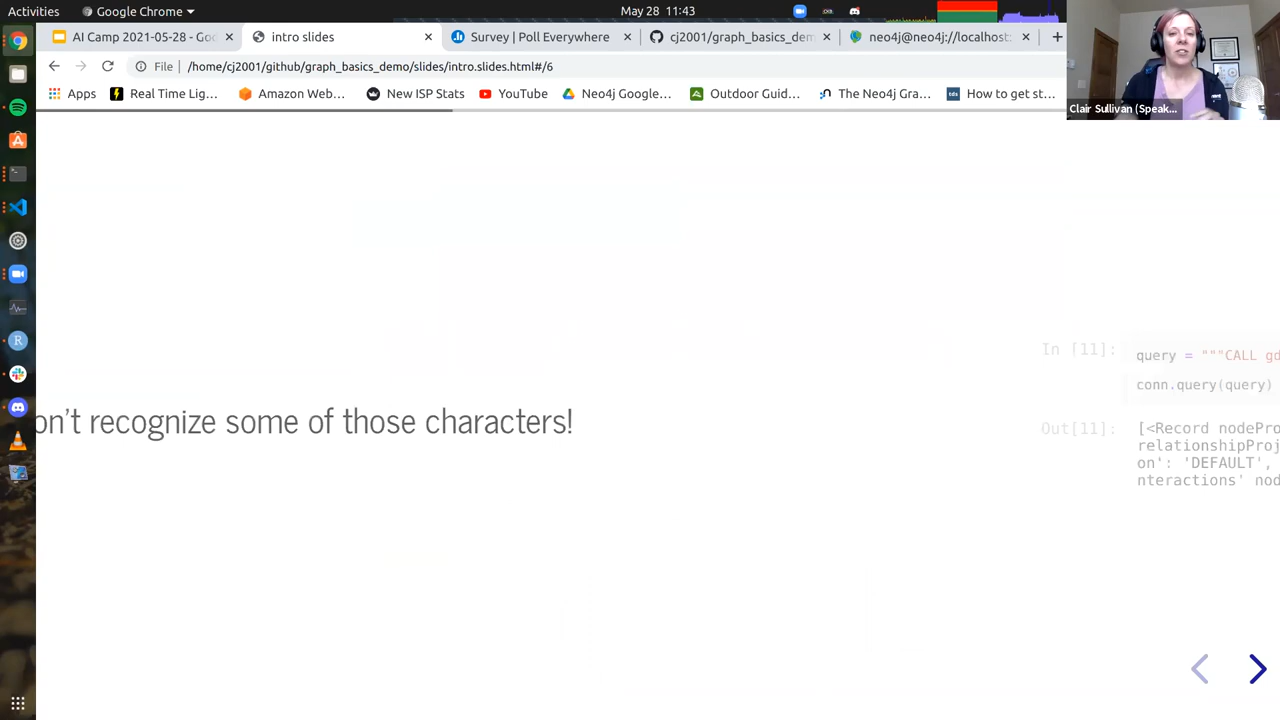 Activities
Google Chrome
May 28 11:43
AI Camp 2021-05-28 - Goo
intro slides
Survey | Poll Everywhere
cj2001/graph_basics_dem
neo4j@neo4j://localhost:
File
/home/cj2001/github/graph_basics_demo/slides/intro.slides.html#/6
Apps
Real Time Lig...
Amazon Web...
New ISP Stats
YouTube
Neo4j Google...
Outdoor Guid...
The Neo4j Gra...
How to get st...
Clair Sullivan (Speak...
on't recognize some of those characters!
In [11]:
query = """CALL gd
conn.query(query)
Out[11]:
[<Record nodePro
relationshipProj
on': 'DEFAULT',
nteractions' nod